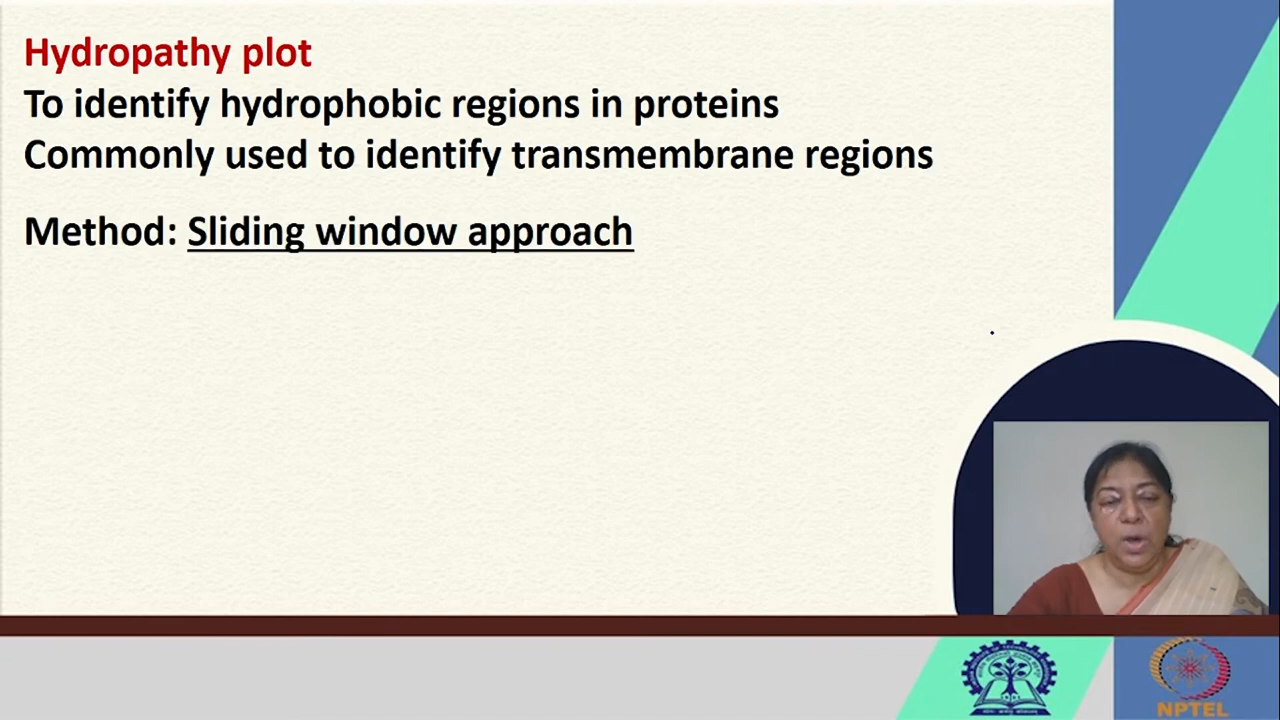 Hydropathy plot
To identify hydrophobic regions in proteins
Commonly used to identify transmembrane regions
Method: Sliding window approach
NPTEL